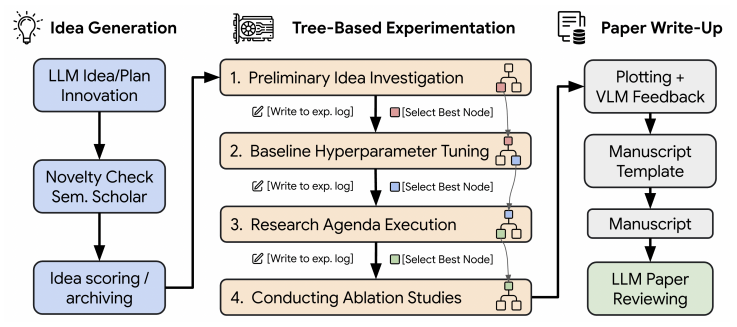 Idea Generation
LLM Idea/Plan
Innovation
Novelty Check
Sem. Scholar
Idea scoring /
archiving
Tree-Based Experimentation
1. Preliminary Idea Investigation
[Write to exp. log]
[Select Best Node]
2. Baseline Hyperparameter Tuning
[Write to exp. log]
[Select Best Node]
3. Research Agenda Execution
[Write to exp. log]
[Select Best Node]
4. Conducting Ablation Studies
Paper Write-Up
Plotting +
VLM Feedback
Manuscript
Template
Manuscript
LLM Paper
Reviewing